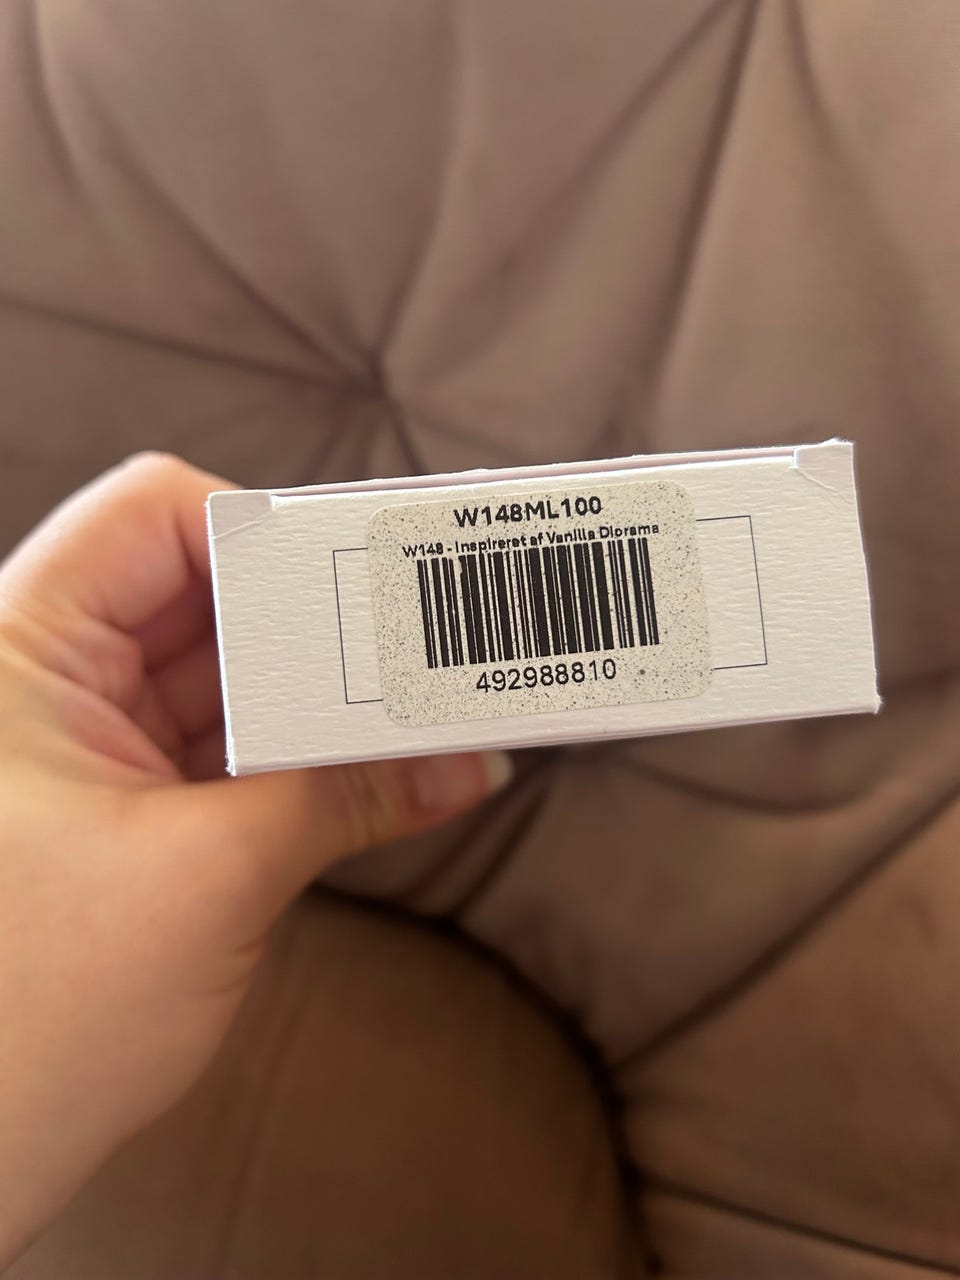 W148ML100
W148 - Inspireret af Vanilla Diorama
492988810